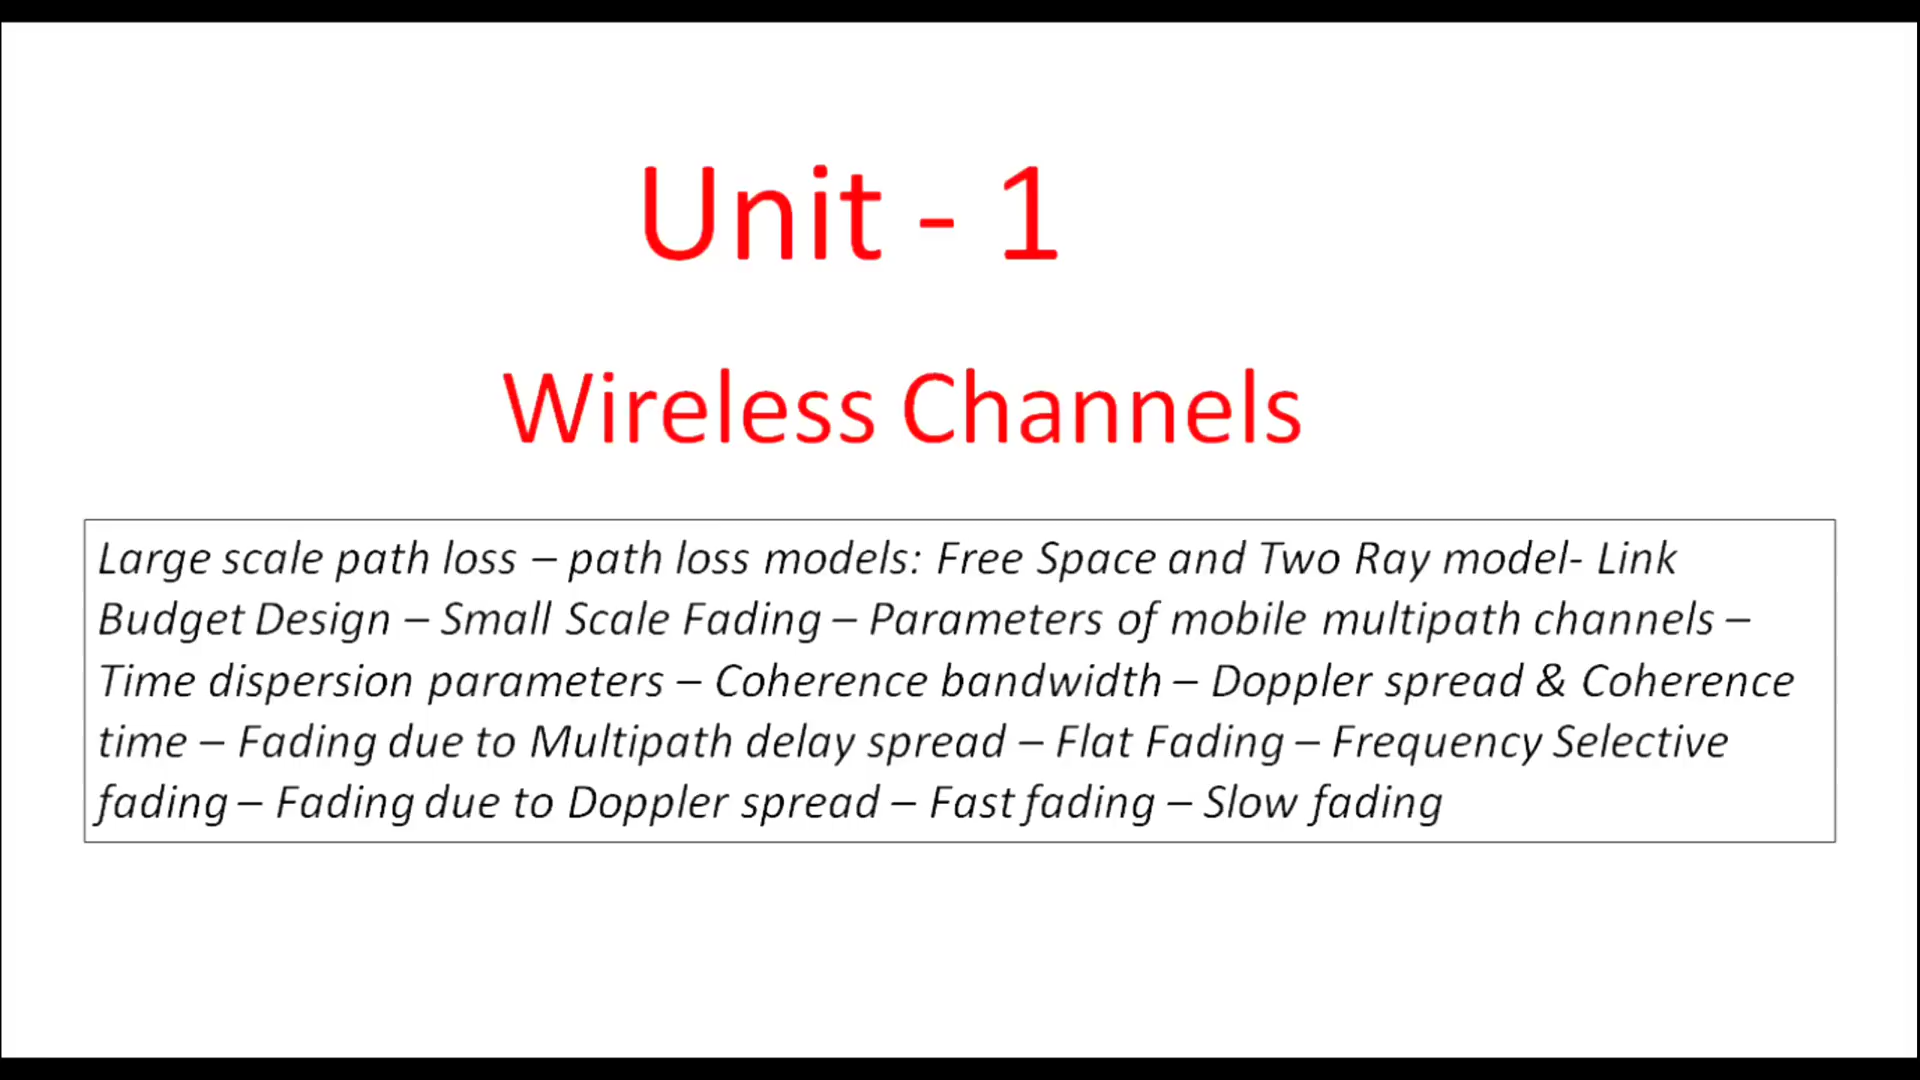 Unit - 1
Wireless Channels
Large scale path loss – path loss models: Free Space and Two Ray model- Link
Budget Design – Small Scale Fading – Parameters of mobile multipath channels –
Time dispersion parameters – Coherence bandwidth – Doppler spread & Coherence
time – Fading due to Multipath delay spread – Flat Fading – Frequency Selective
fading – Fading due to Doppler spread – Fast fading – Slow fading